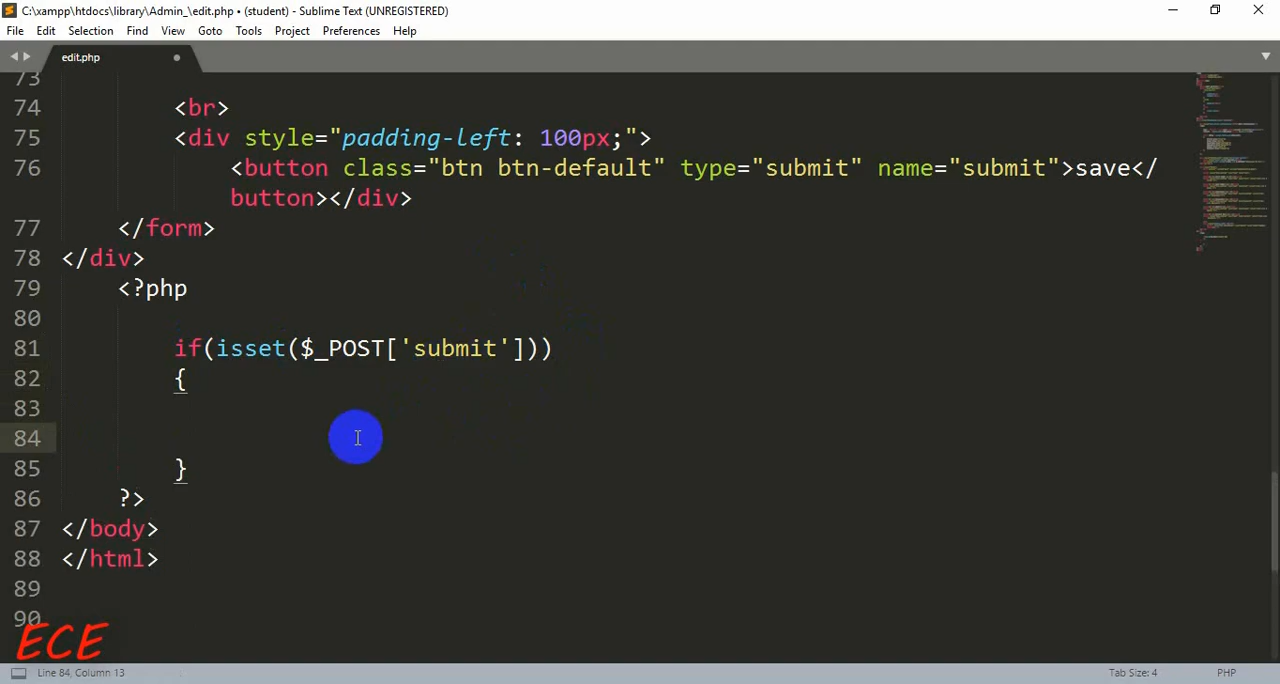 C:\xampp\htdocs\library\Admin_\edit.php • (student) - Sublime Text (UNREGISTERED)
File Edit Selection Find View Goto Tools Project Preferences Help
edit.php
73
74 <br>
75 <div style="padding-left: 100px;">
76 <button class="btn btn-default" type="submit" name="submit">save</
button></div>
77 </form>
78 </div>
79 <?php
80
81 if(isset($_POST['submit']))
82 {
83
84
85 }
86 ?>
87 </body>
88 </html>
89
90
ECE
Line 84, Column 13 Tab Size: 4 PHP